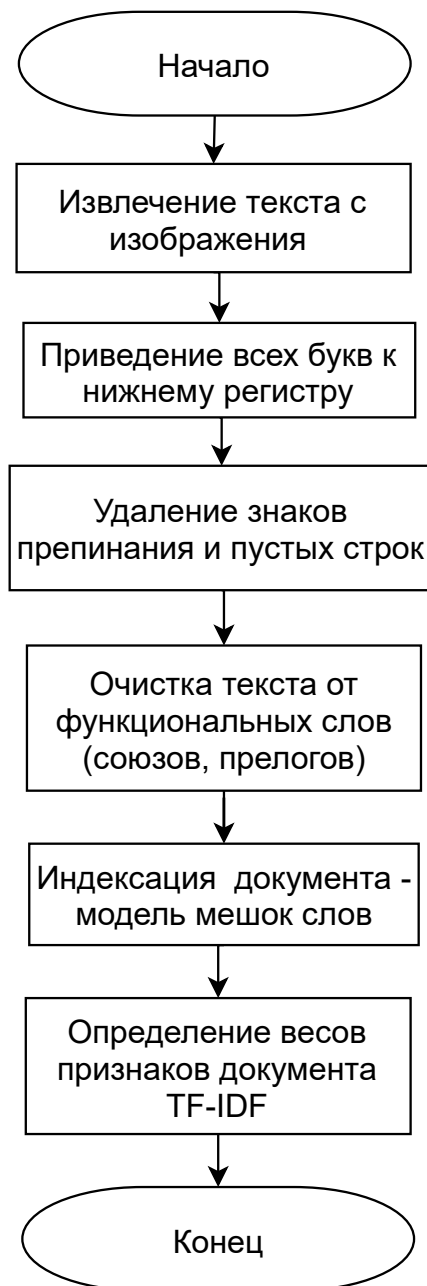 Начало
Извлечение текста с
изображения
Приведение всех букв к
нижнему регистру
Удаление знаков
препинания и пустых строк
Очистка текста от
функциональных слов
(союзов, прелогов)
Индексация документа -
модель мешок слов
Определение весов
признаков документа
TF-IDF
Конец